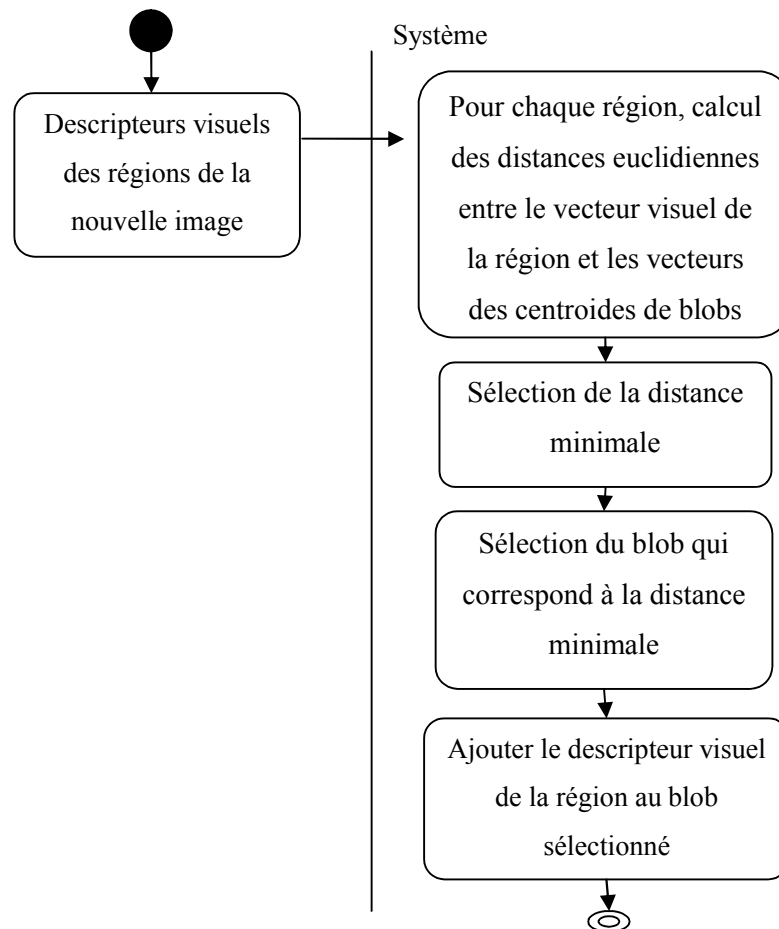 Système
Descripteurs visuels
des régions de la
nouvelle image
Pour chaque région, calcul
des distances euclidiennes
entre le vecteur visuel de
la région et les vecteurs
des centroides de blobs
Sélection de la distance
minimale
Sélection du blob qui
correspond à la distance
minimale
Ajouter le descripteur visuel
de la région au blob
sélectionné